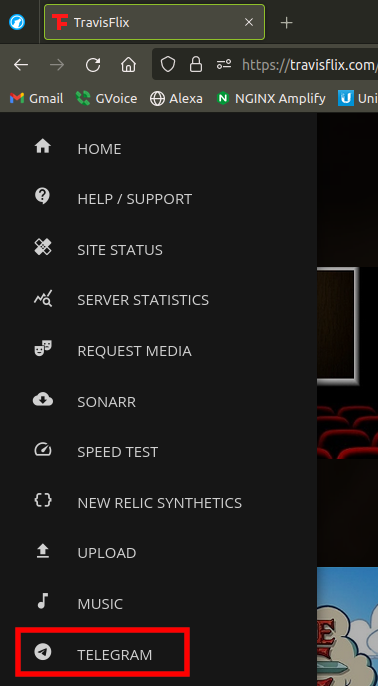 TravisFlix
https://travisflix.com/
Gmail GVoice Alexa NGINX Amplify Uni
HOME
HELP / SUPPORT
SITE STATUS
SERVER STATISTICS
REQUEST MEDIA
SONARR
SPEED TEST
NEW RELIC SYNTHETICS
UPLOAD
MUSIC
TELEGRAM